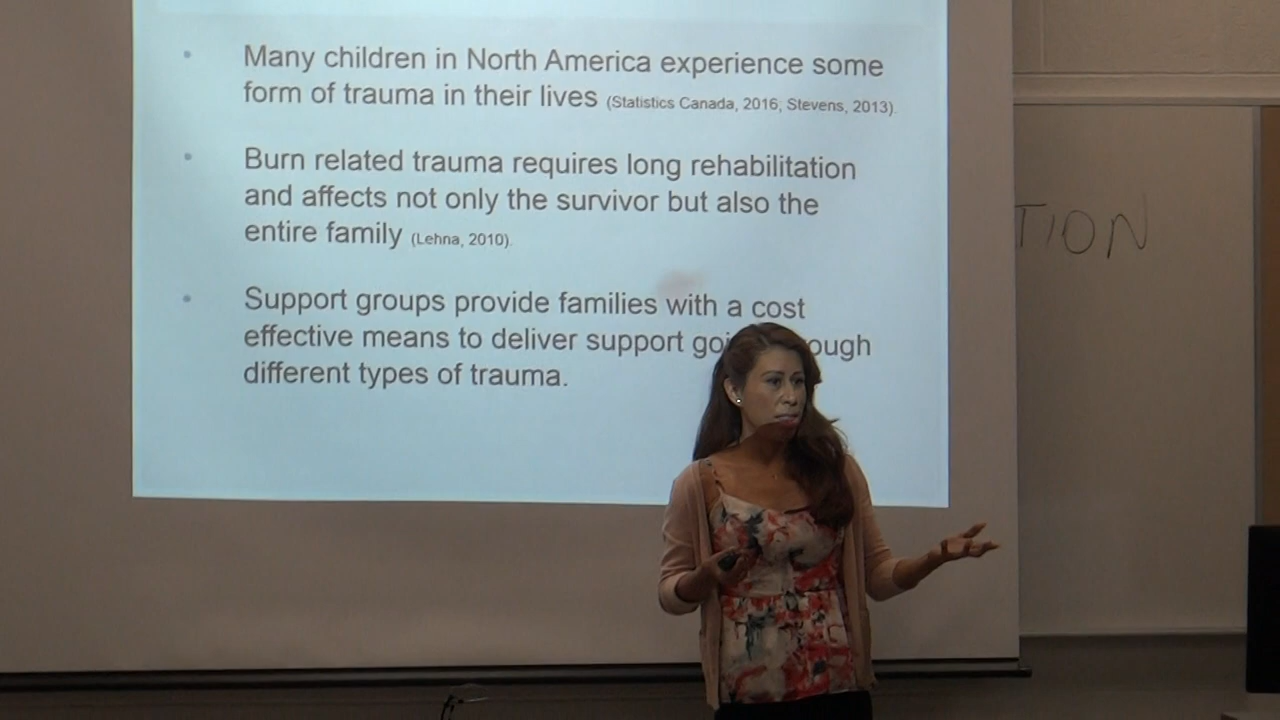 Many children in North America experience some
form of trauma in their lives (Statistics Canada, 2016; Stevens, 2013).
Burn related trauma requires long rehabilitation
and affects not only the survivor but also the
entire family (Lehna, 2010).
Support groups provide families with a cost
effective means to deliver support
different types of trauma.
TION